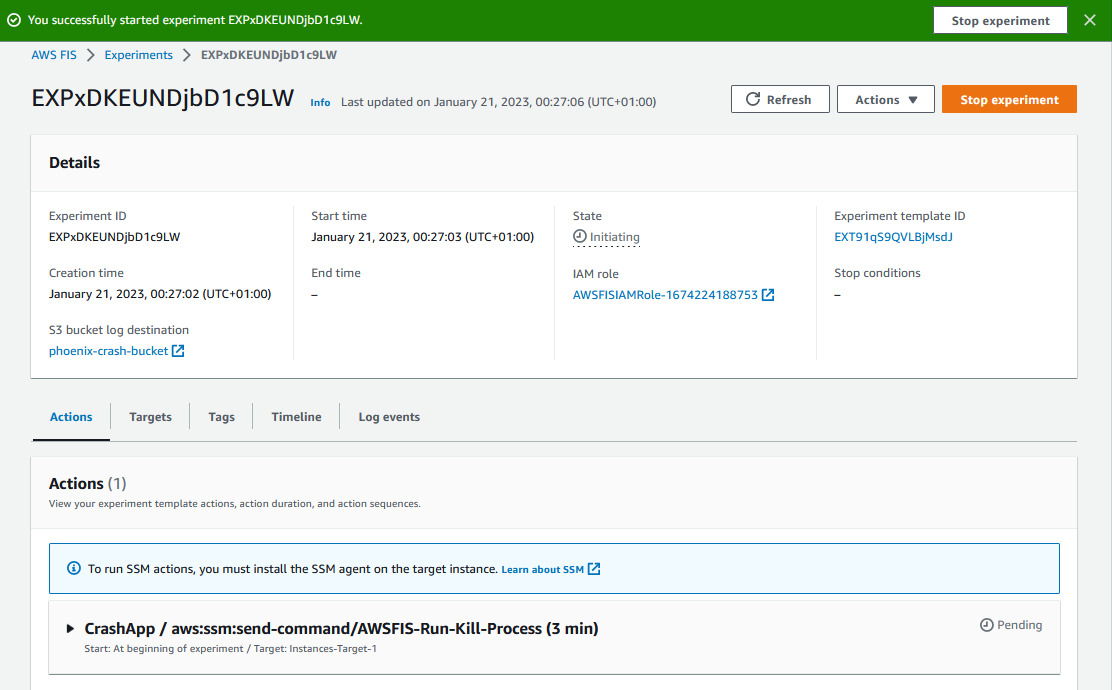 You successfully started experiment EXPxDKEUNDjbD1c9LW.
Stop experiment
AWS FIS > Experiments > EXPxDKEUNDjbD1c9LW
EXPxDKEUNDjbD1c9LW
Info
Last updated on January 21, 2023, 00:27:06 (UTC+01:00)
Refresh
Actions
Stop experiment
Details
Experiment ID
EXPxDKEUNDjbD1c9LW
Creation time
January 21, 2023, 00:27:02 (UTC+01:00)
S3 bucket log destination
phoenix-crash-bucket
Start time
January 21, 2023, 00:27:03 (UTC+01:00)
End time
–
State
Initiating
IAM role
AWSFISIAMRole-1674224188753
Experiment template ID
EXT91qS9QVLBjMsdJ
Stop conditions
–
Actions
Targets
Tags
Timeline
Log events
Actions (1)
View your experiment template actions, action duration, and action sequences.
To run SSM actions, you must install the SSM agent on the target instance. Learn about SSM
CrashApp / aws:ssm:send-command/AWSFIS-Run-Kill-Process (3 min)
Pending
Start: At beginning of experiment / Target: Instances-Target-1